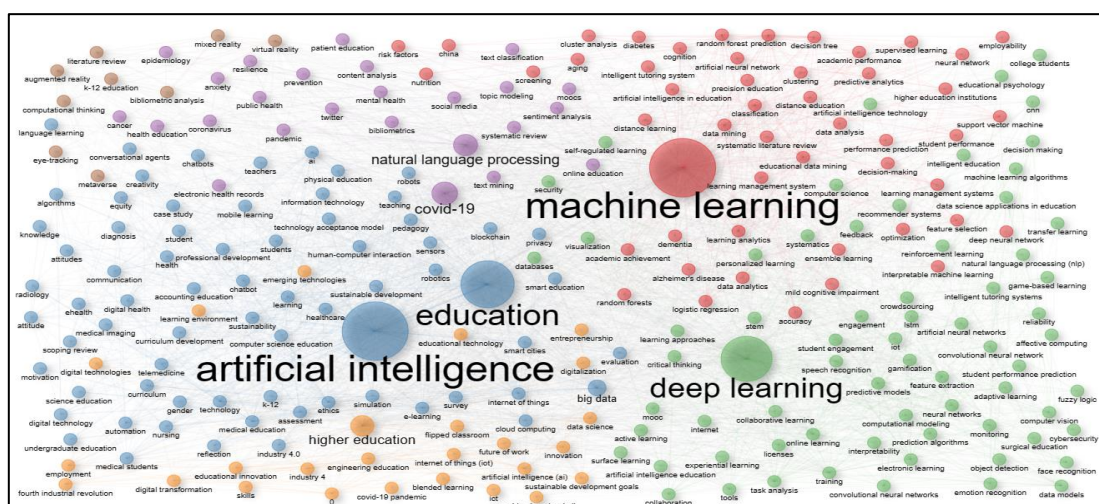 mixed reality
virtual reality
literature review
epidemiology
patient education
risk factors
china
text classification
cluster analysis
diabetes
cognition
random forest prediction
decision tree
supervised learning
employability
academic performance
neural network
college students
augmented reality
k-12 education
resilience
anxiety
prevention
content analysis
nutrition
screening
aging
intelligent tutoring system
artificial neural network
precision education
clustering
predictive analytics
educational psychology
computational thinking
bibliometric analysis
public health
mental health
social media
topic modeling
moocs
artificial intelligence in education
classification
distance education
higher education institutions
artificial intelligence technology
cnn
language learning
cancer
health education
coronavirus
twitter
bibliometrics
sentiment analysis
systematic review
distance learning
data mining
data analysis
support vector machine
student performance
decision making
pandemic
systematic literature review
performance prediction
eye-tracking
conversational agents
chatbots
teachers
ai
physical education
natural language processing
self-regulated learning
online education
educational data mining
decision-making
intelligent education
machine learning algorithms
metaverse
creativity
electronic health records
robots
text mining
security
learning management system
computer science
learning management systems
data science applications in education
algorithms
equity
case study
mobile learning
information technology
teaching
covid-19
machine learning
recommender systems
knowledge
diagnosis
student
technology acceptance model
pedagogy
blockchain
privacy
visualization
dementia
learning analytics
systematics
feedback
optimization
feature selection
deep neural network
transfer learning
attitudes
health
professional development
students
human-computer interaction
sensors
academic achievement
personalized learning
ensemble learning
reinforcement learning
natural language processing (nlp)
communication
emerging technologies
chatbot
robotics
databases
smart education
alzheimer's disease
data analytics
mild cognitive impairment
interpretable machine learning
game-based learning
radiology
ehealth
digital health
accounting education
learning
sustainable development
random forests
logistic regression
crowdsourcing
intelligent tutoring systems
attitude
medical imaging
learning environment
curriculum development
sustainability
healthcare
education
entrepreneurship
stem
accuracy
engagement
lstm
artificial neural networks
reliability
scoping review
computer science education
educational technology
smart cities
learning approaches
student engagement
iot
convolutional neural network
affective computing
motivation
digital technologies
telemedicine
artificial intelligence
digitalization
evaluation
critical thinking
speech recognition
gamification
student performance prediction
science education
curriculum
deep learning
predictive models
feature extraction
adaptive learning
fuzzy logic
digital technology
gender
technology
k-12
ethics
simulation
survey
internet of things
big data
assessment
e-learning
mooc
internet
collaborative learning
neural networks
computational modeling
computer vision
undergraduate education
automation
nursing
medical education
higher education
flipped classroom
cloud computing
data science
active learning
online learning
prediction algorithms
monitoring
surgical education
cybersecurity
medical students
reflection
industry 4.0
future of work
innovation
surface learning
experiential learning
licenses
interpretability
employment
educational innovation
industry 4
engineering education
internet of things (iot)
artificial intelligence (ai)
artificial intelligence education
electronic learning
object detection
face recognition
fourth industrial revolution
digital transformation
skills
0
covid-19 pandemic
blended learning
iot
sustainable development goals
collaboration
tools
task analysis
training
convolutional neural networks
emotion recognition
data models